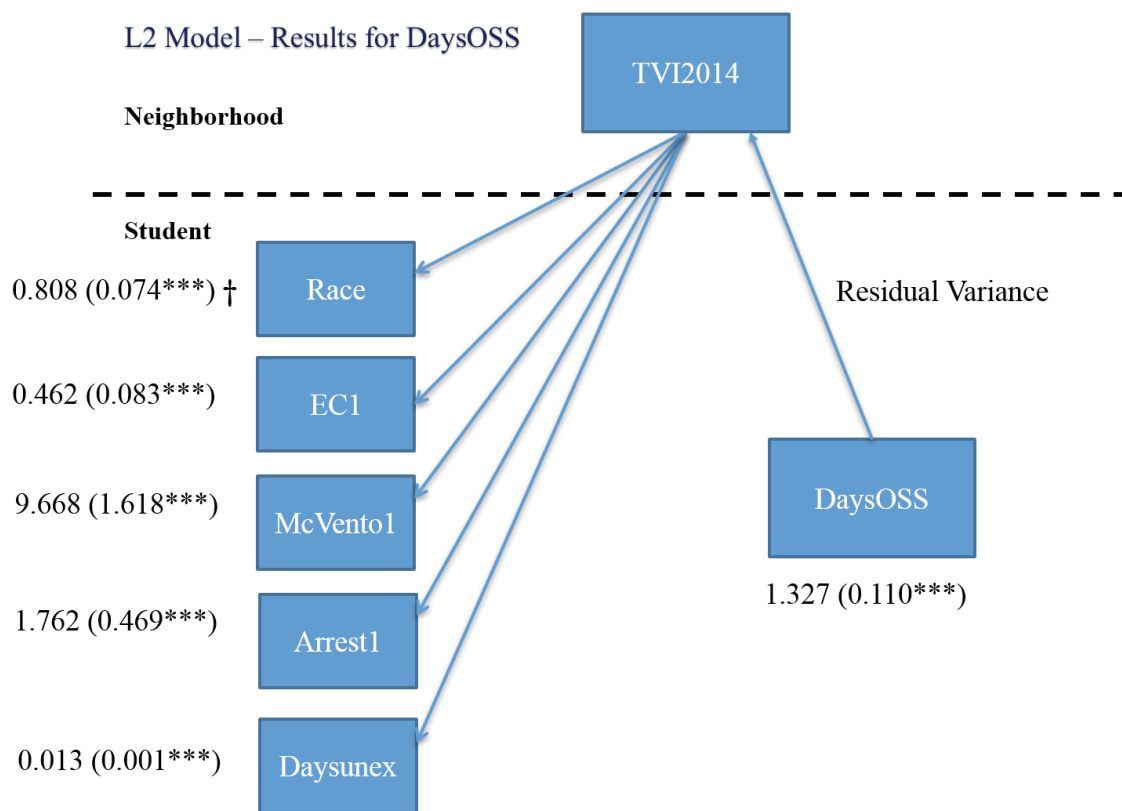 L2 Model – Results for DaysOSS
TVI2014
Neighborhood
Student
0.808 (0.074***) †
Race
Residual Variance
0.462 (0.083***)
EC1
9.668 (1.618***)
McVento1
DaysOSS
1.327 (0.110***)
1.762 (0.469***)
Arrest1
0.013 (0.001***)
Daysunex